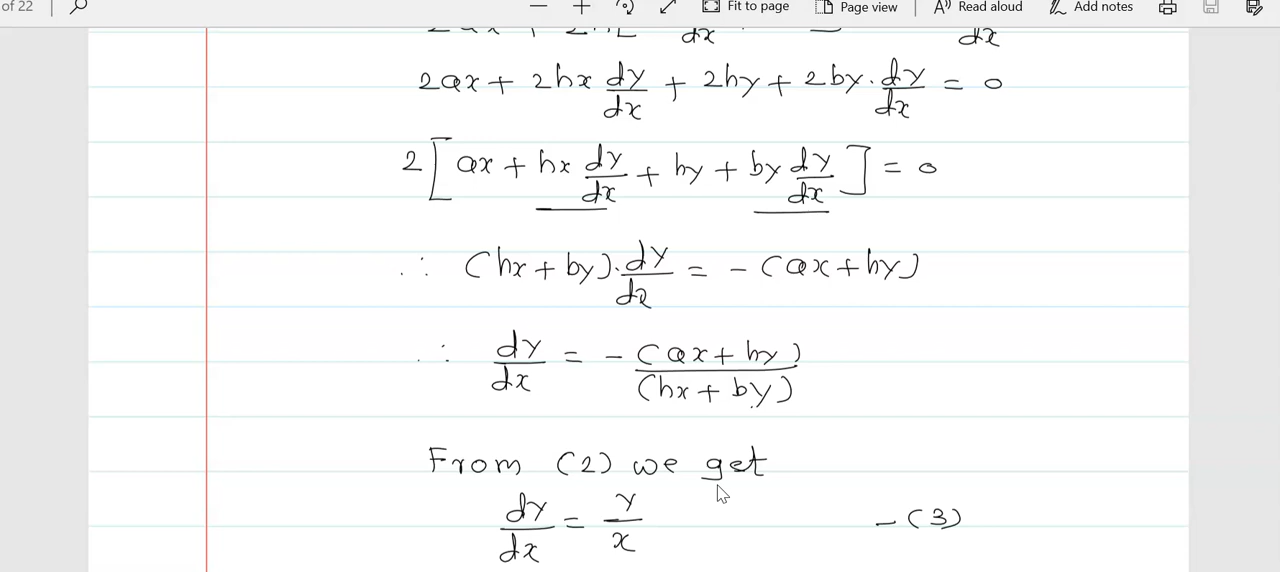 of 22 Fit to page Page view Read aloud Add notes
dx dx
2ax + 2hx dy/dx + 2hy + 2by · dy/dx = 0
2[ax + hx dy/dx + hy + by dy/dx] = 0
∴ (hx + by) · dy/dx = -(ax + hy)
∴ dy/dx = -(ax + hy)/(hx + by)
From (2) we get
dy/dx = y/x -(3)